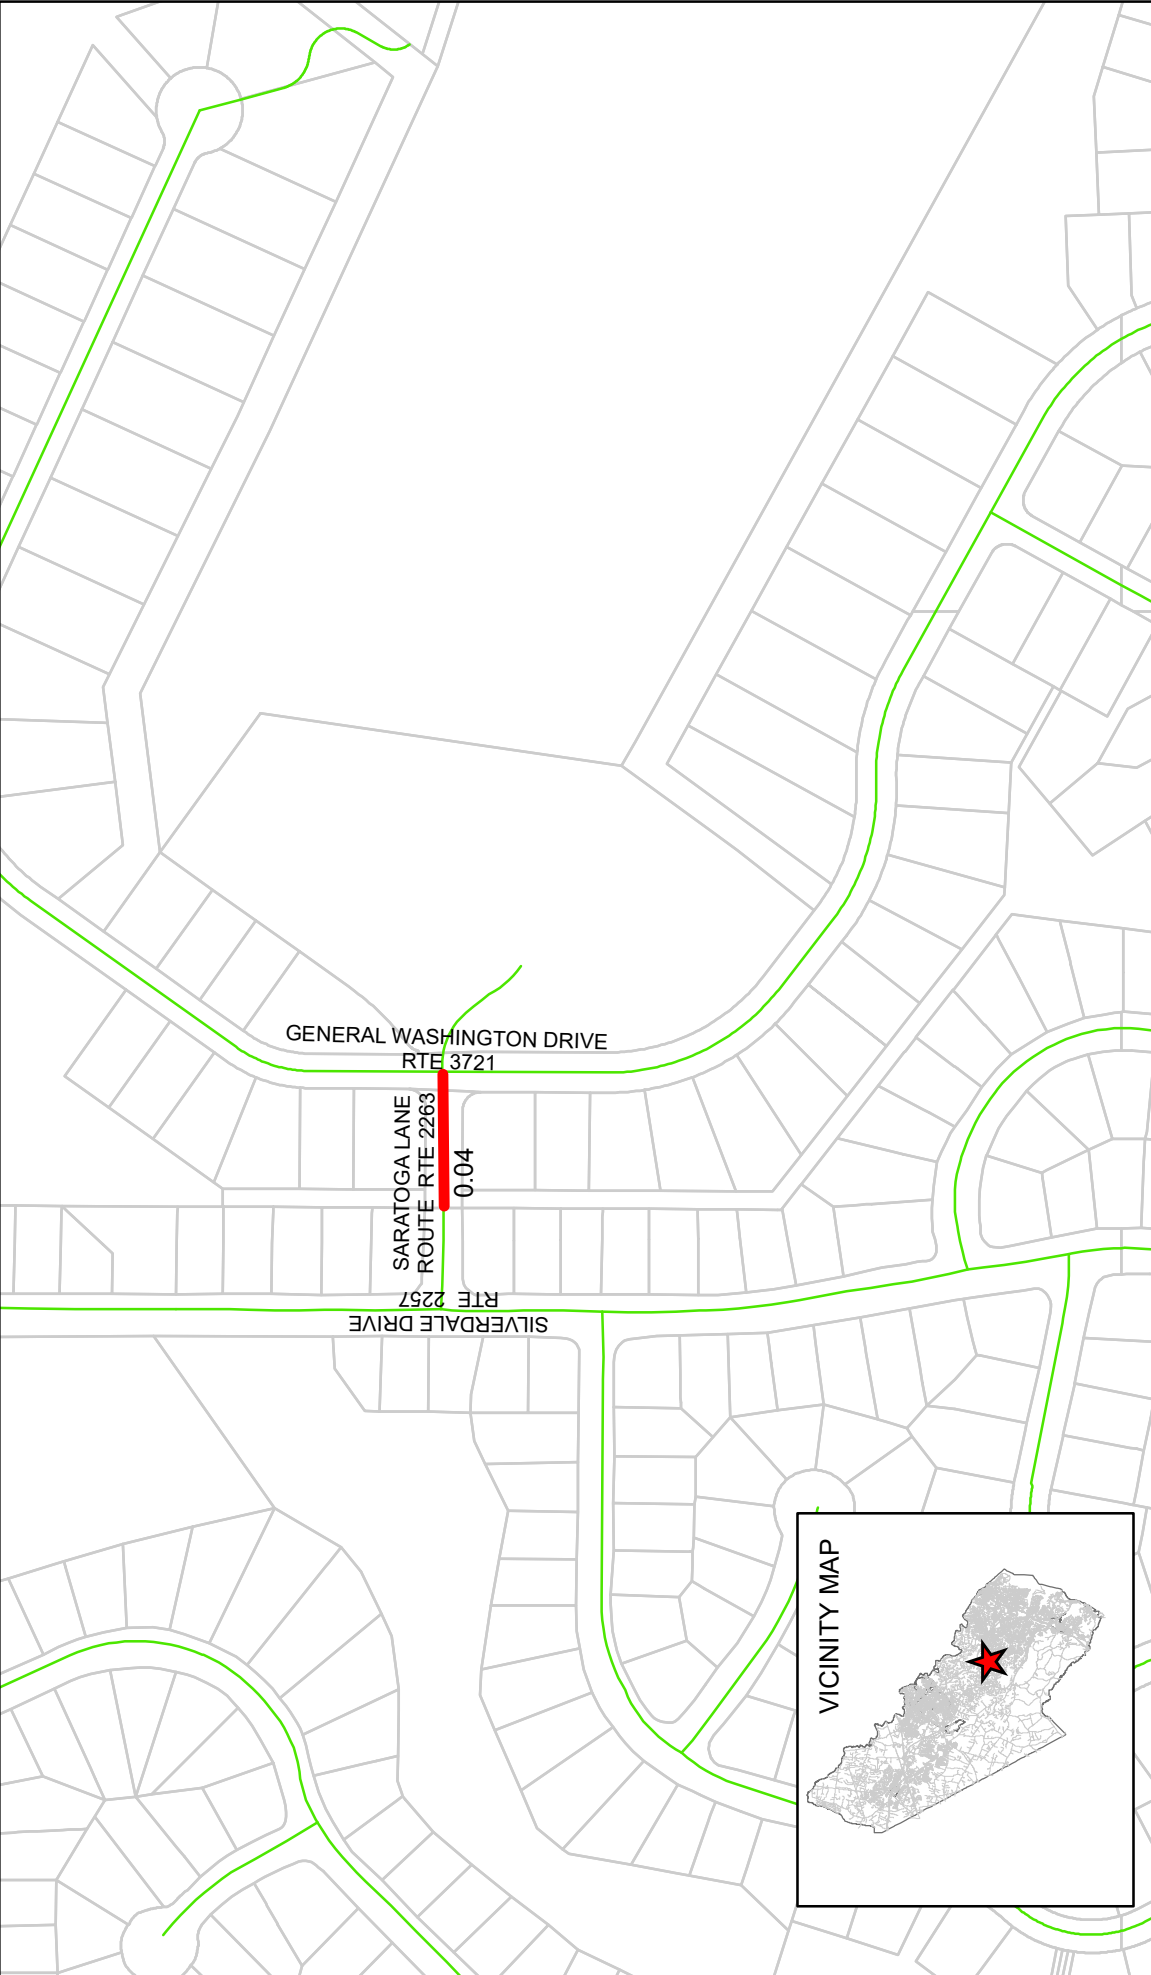 GENERAL WASHINGTON DRIVE
RTE 3721
SARATOGA LANE
ROUTE RTE 2263
0.04
RTE 2257
SILVERDALE DRIVE
VICINITY MAP